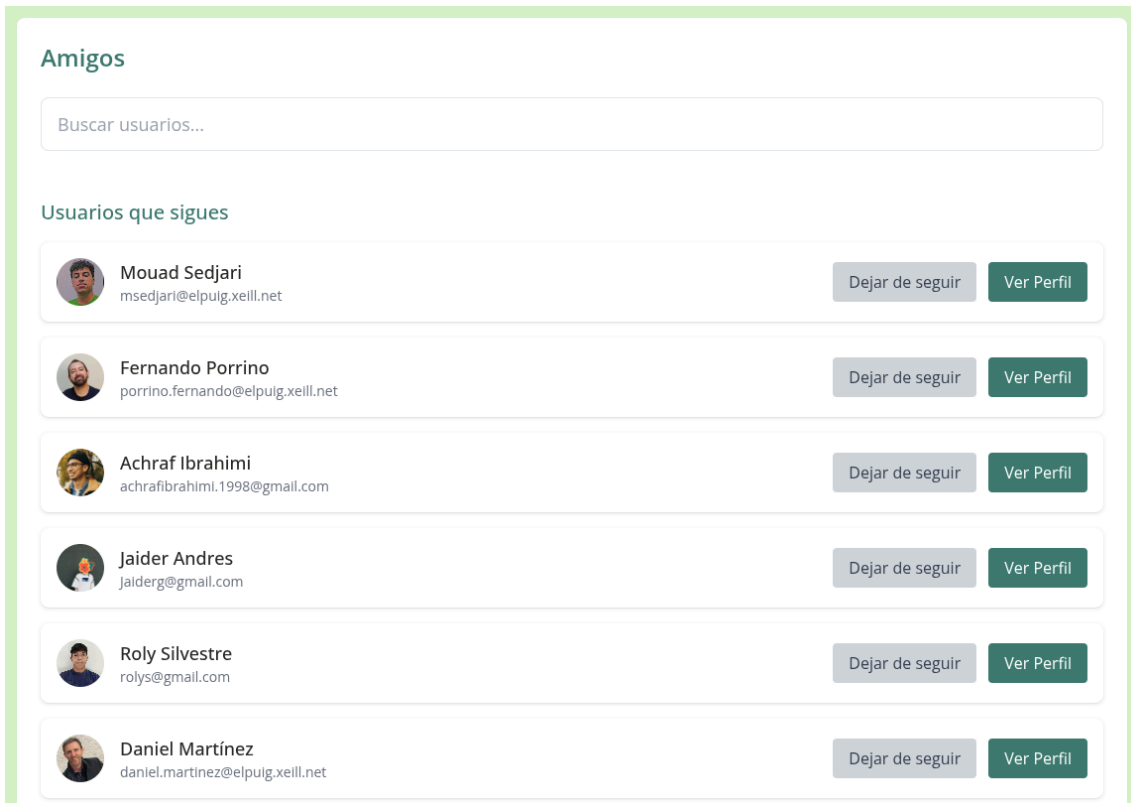 Amigos
Buscar usuarios...
Usuarios que sigues
Mouad Sedjari
msedjari@elpuig.xeill.net
Dejar de seguir
Ver Perfil
Fernando Porrino
porrino.fernando@elpuig.xeill.net
Dejar de seguir
Ver Perfil
Achraf Ibrahimi
achrafibrahimi.1998@gmail.com
Dejar de seguir
Ver Perfil
Jaider Andres
Jaiderg@gmail.com
Dejar de seguir
Ver Perfil
Roly Silvestre
rolys@gmail.com
Dejar de seguir
Ver Perfil
Daniel Martínez
daniel.martinez@elpuig.xeill.net
Dejar de seguir
Ver Perfil